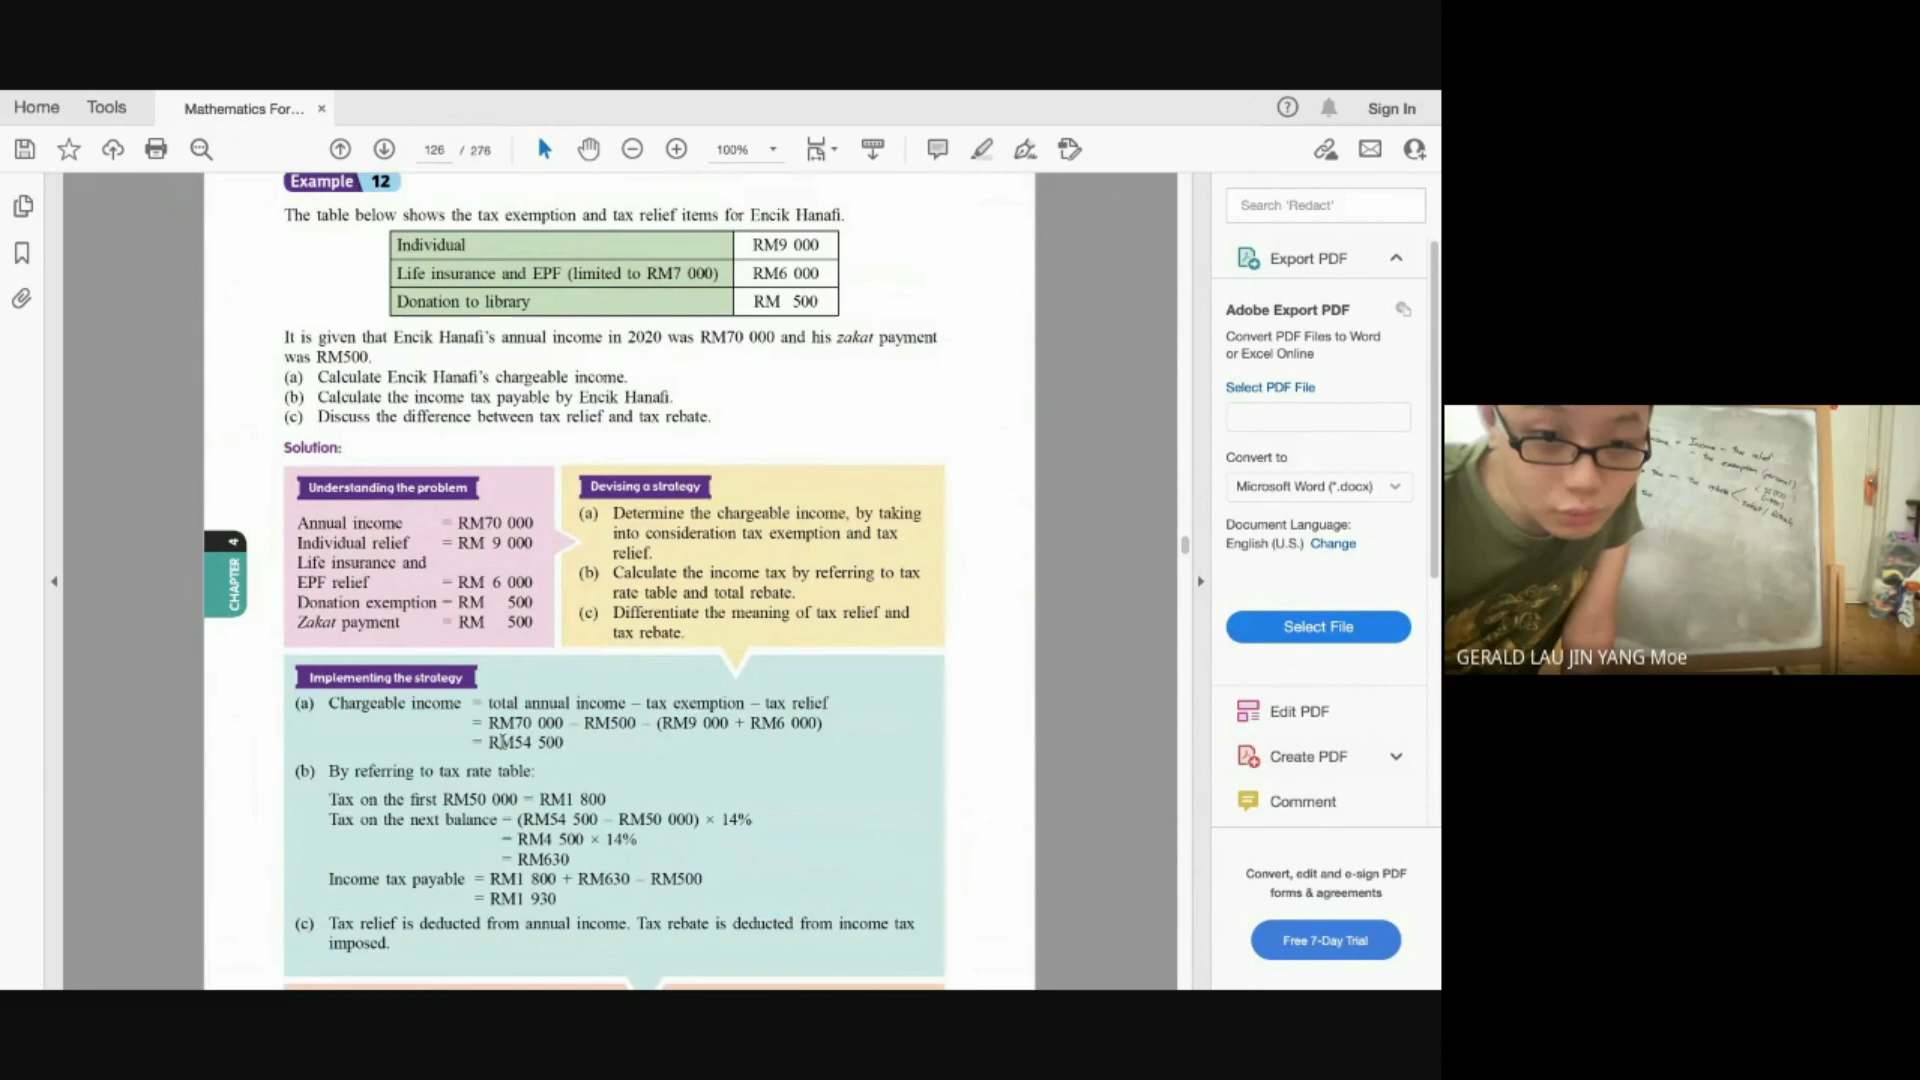 Home Tools Mathematics For... × Sign In
126 / 276 100%
Example 12
The table below shows the tax exemption and tax relief items for Encik Hanafi.
Individual RM9 000
Life insurance and EPF (limited to RM7 000) RM6 000
Donation to library RM 500
It is given that Encik Hanafi's annual income in 2020 was RM70 000 and his zakat payment
was RM500.
(a) Calculate Encik Hanafi's chargeable income.
(b) Calculate the income tax payable by Encik Hanafi.
(c) Discuss the difference between tax relief and tax rebate.
Solution:
Understanding the problem
Annual income = RM70 000
Individual relief = RM 9 000
Life insurance and
EPF relief = RM 6 000
Donation exemption = RM 500
Zakat payment = RM 500
Devising a strategy
(a) Determine the chargeable income, by taking
into consideration tax exemption and tax
relief.
(b) Calculate the income tax by referring to tax
rate table and total rebate.
(c) Differentiate the meaning of tax relief and
tax rebate.
CHAPTER 4
Implementing the strategy
(a) Chargeable income = total annual income – tax exemption – tax relief
= RM70 000 – RM500 – (RM9 000 + RM6 000)
= RM54 500
(b) By referring to tax rate table:
Tax on the first RM50 000 = RM1 800
Tax on the next balance = (RM54 500 – RM50 000) × 14%
= RM4 500 × 14%
= RM630
Income tax payable = RM1 800 + RM630 – RM500
= RM1 930
(c) Tax relief is deducted from annual income. Tax rebate is deducted from income tax
imposed.
Search 'Redact'
Export PDF
Adobe Export PDF
Convert PDF Files to Word
or Excel Online
Select PDF File
Convert to
Microsoft Word (*.docx)
Document Language:
English (U.S.) Change
Select File
Edit PDF
Create PDF
Comment
Convert, edit and e-sign PDF
forms & agreements
Free 7-Day Trial
Income - tax relief
GERALD LAU JIN YANG Moe